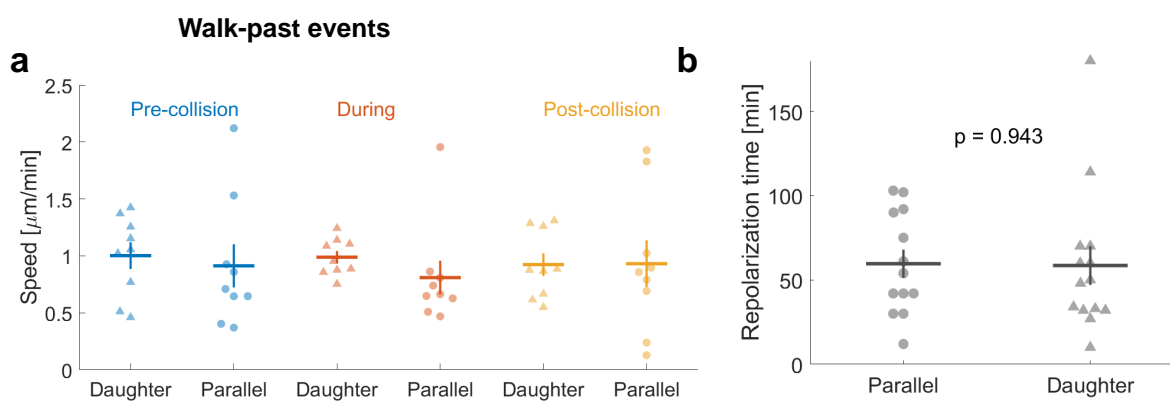 Walk-past events
a
Speed [μm/min]
2.5
2
1.5
1
0.5
0
Pre-collision
During
Post-collision
Daughter
Parallel
Daughter
Parallel
Daughter
Parallel
b
Repolarization time [min]
150
100
50
0
p = 0.943
Parallel
Daughter